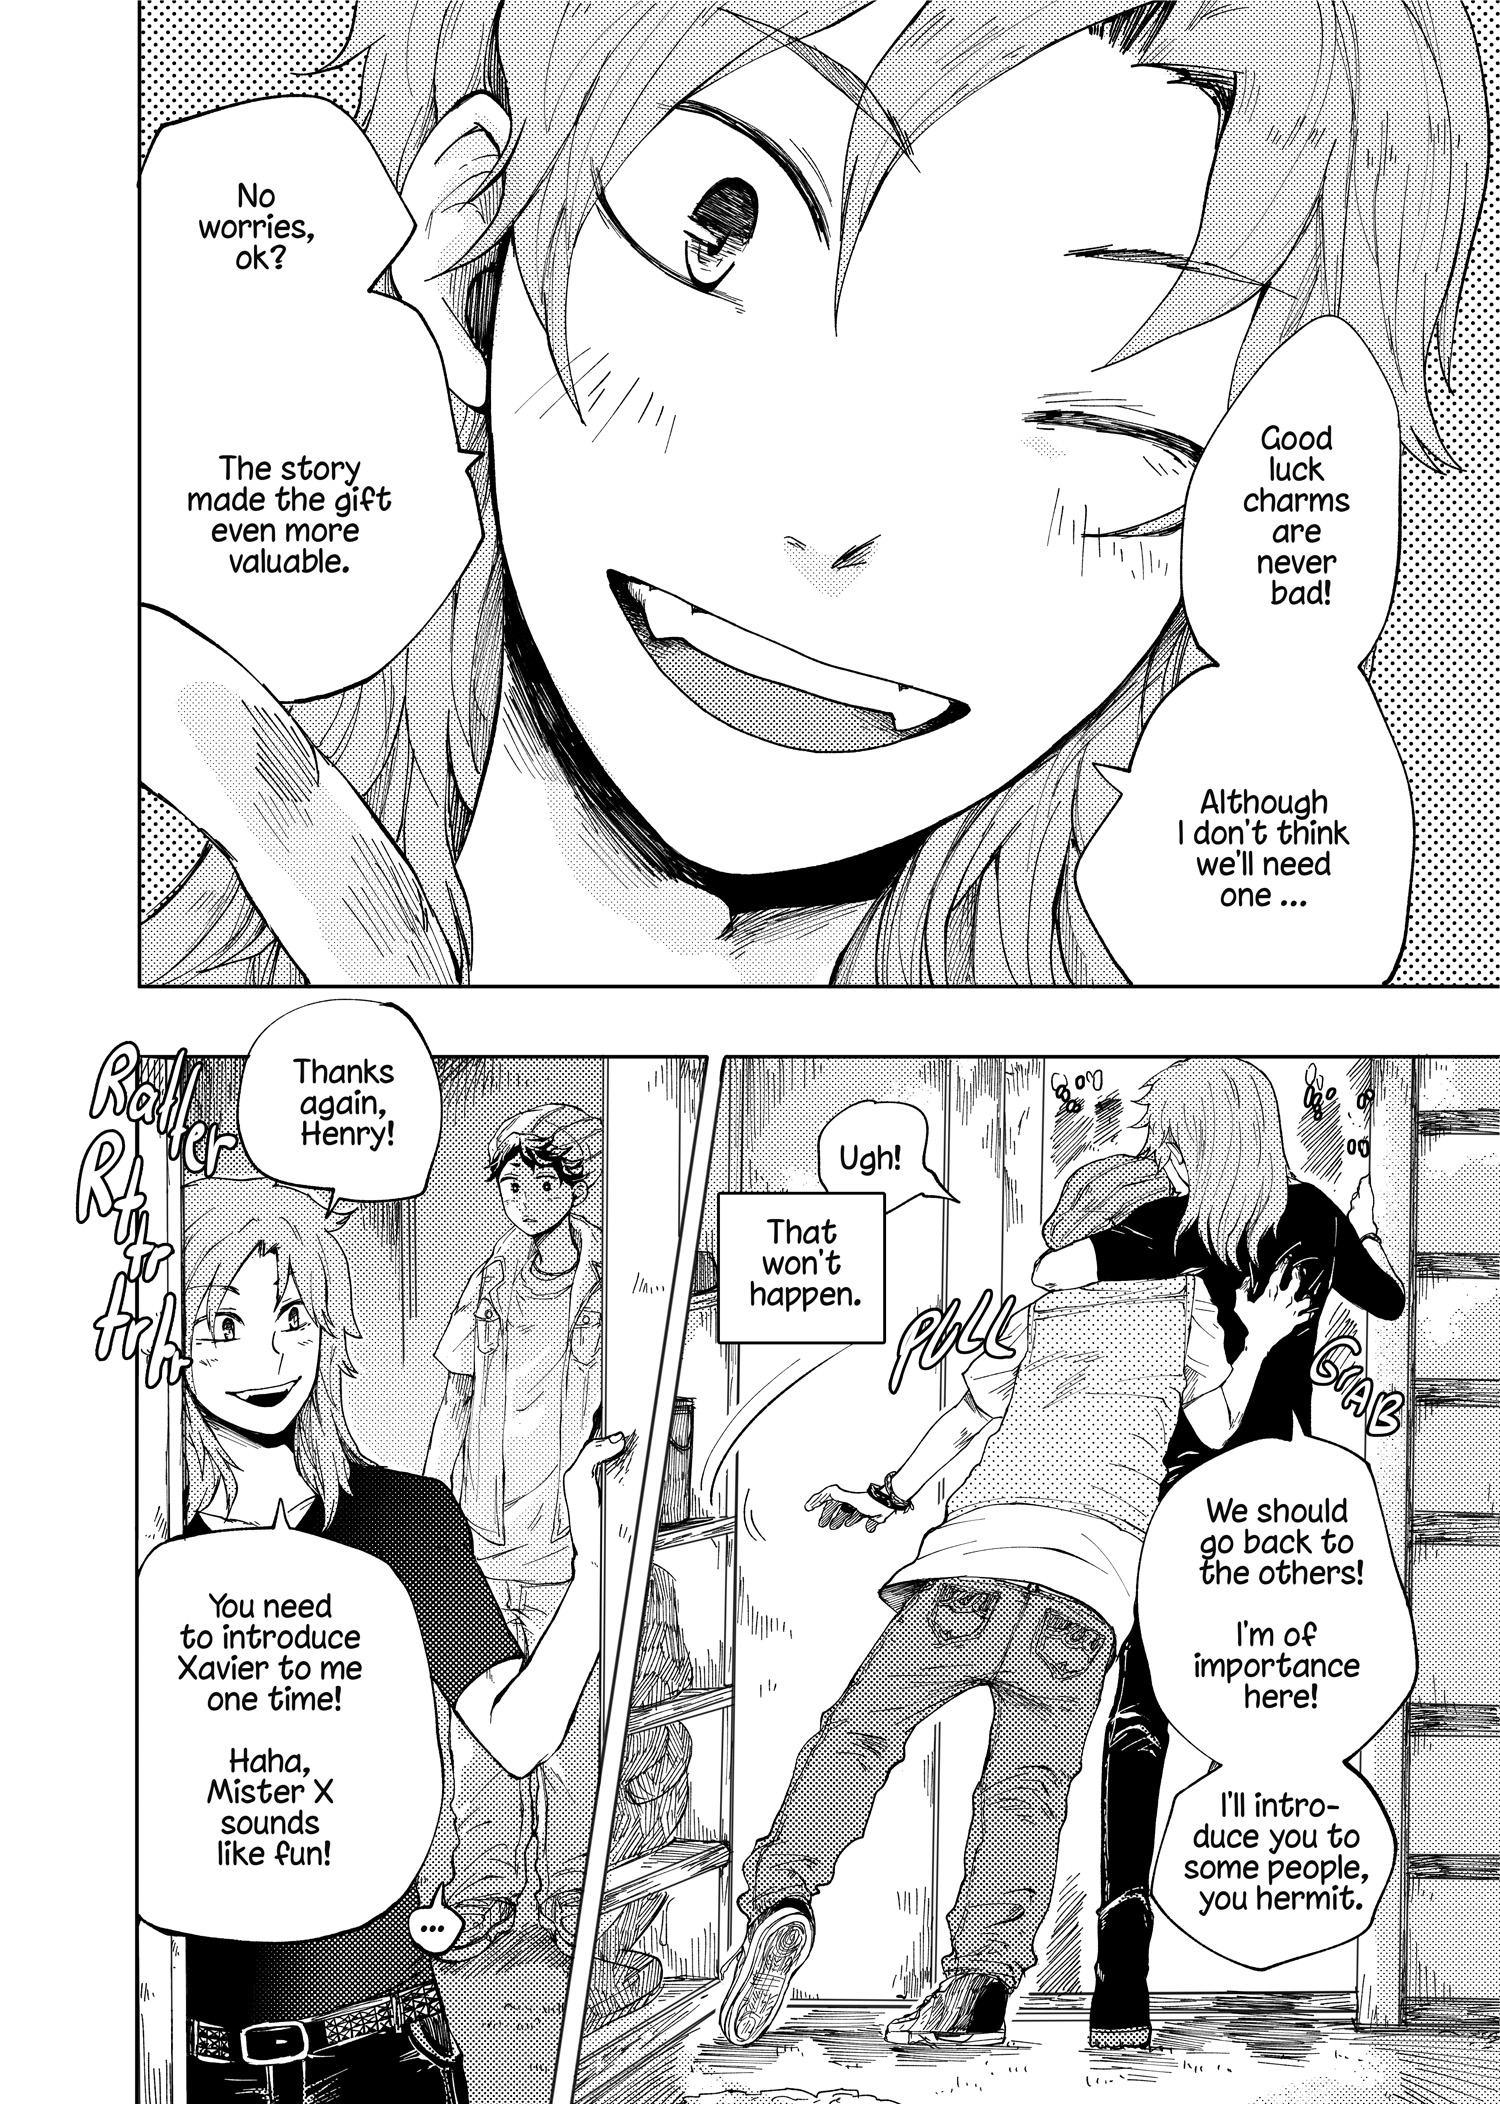 No
worries,
ok?
The story
made the gift
even more
valuable.
Good
luck
charms
are
never
bad!
Although
I don't think
we'll need
one ...
Thanks
again,
Henry!
Rattter
Rtttr
trhr
You need
to introduce
Xavier to me
one time!
Haha,
Mister X
sounds
like fun!
...
Ugh!
That
won't
happen.
PULL
GRAB
We should
go back to
the others!
I'm of
importance
here!
I'll intro-
duce you to
some people,
you hermit.